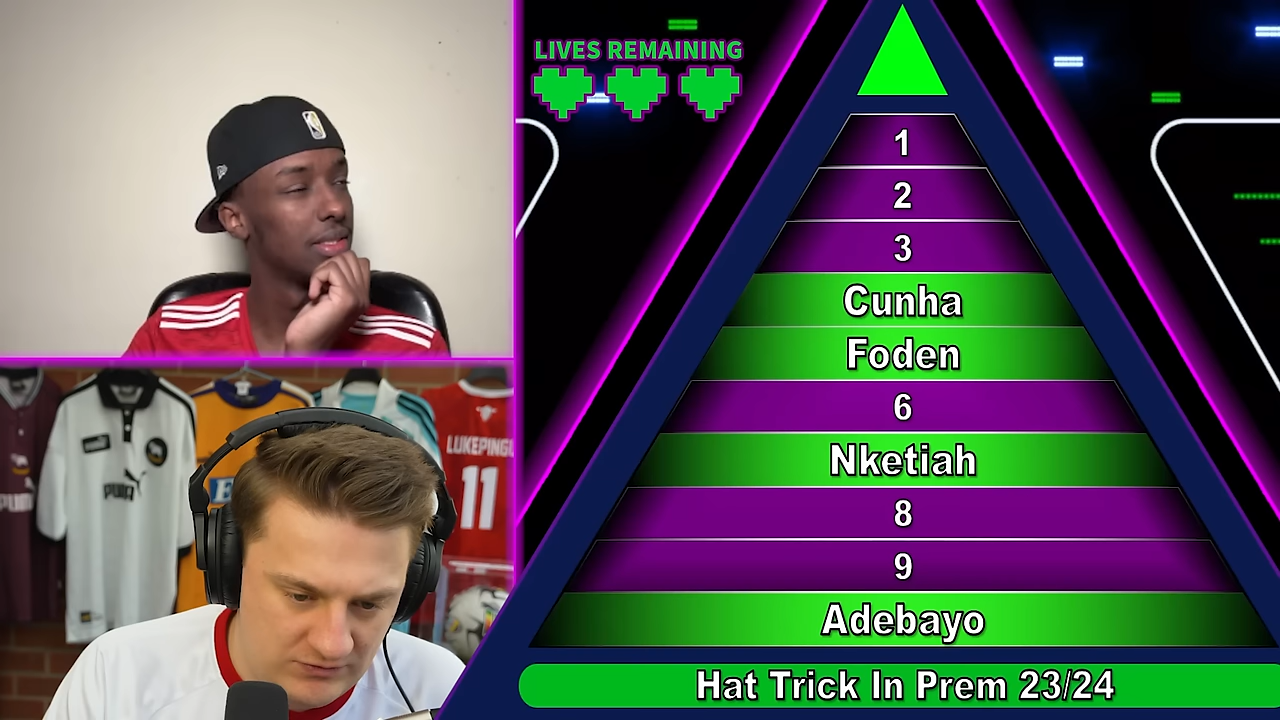 LIVES REMAINING
1
2
3
Cunha
Foden
6
Nketiah
8
9
Adebayo
Hat Trick In Prem 23/24
LUKEPINGU
11
PUMA